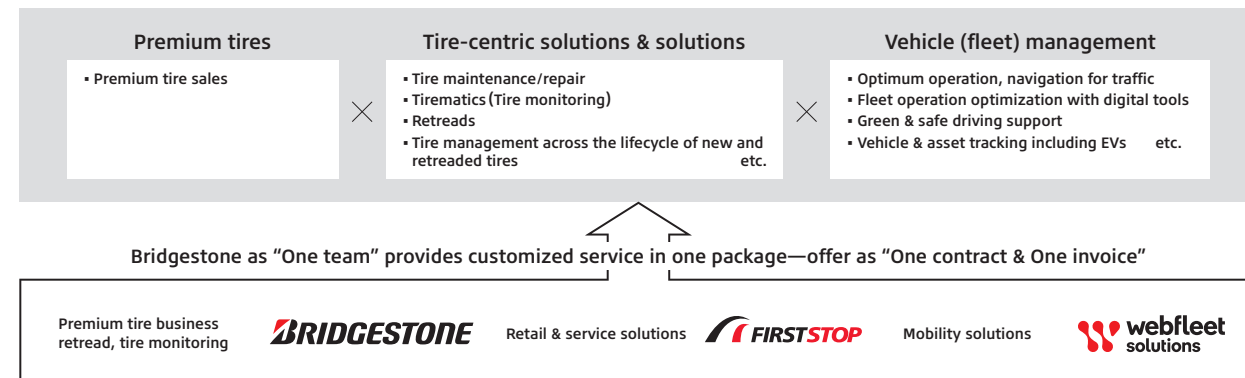 Premium tires
▪ Premium tire sales
Tire-centric solutions & solutions
▪ Tire maintenance/repair
▪ Tirematics (Tire monitoring)
▪ Retreads
▪ Tire management across the lifecycle of new and
retreaded tires etc.
Vehicle (fleet) management
▪ Optimum operation, navigation for traffic
▪ Fleet operation optimization with digital tools
▪ Green & safe driving support
▪ Vehicle & asset tracking including EVs etc.
Bridgestone as “One team” provides customized service in one package—offer as “One contract & One invoice”
Premium tire business
retread, tire monitoring
BRIDGESTONE
Retail & service solutions
FIRSTSTOP
Mobility solutions
webfleet
solutions